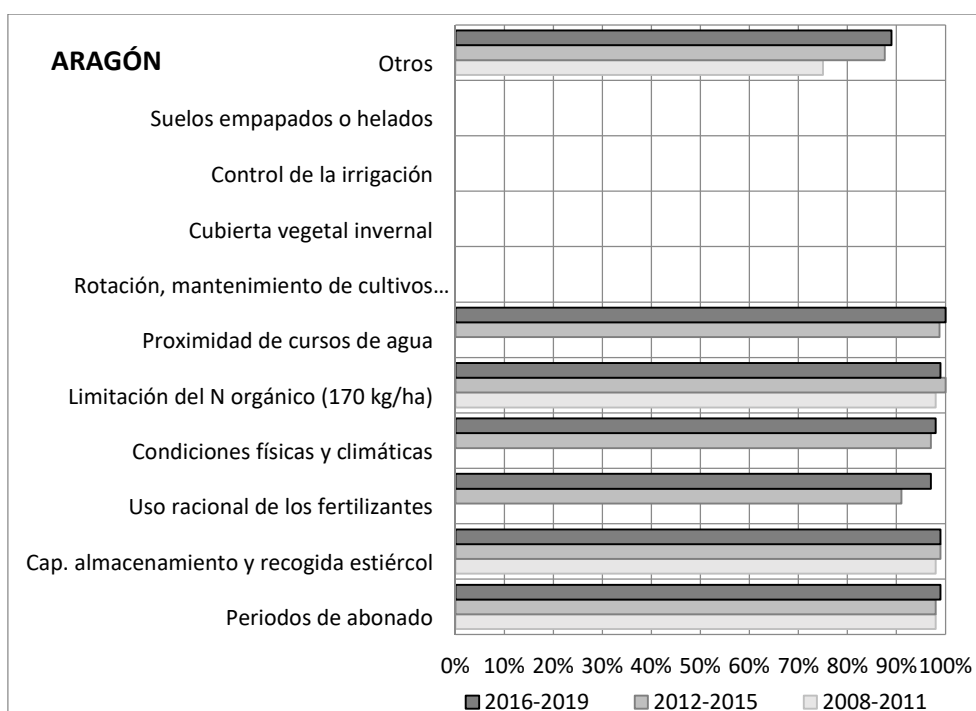 ARAGÓN
Otros
Suelos empapados o helados
Control de la irrigación
Cubierta vegetal invernal
Rotación, mantenimiento de cultivos…
Proximidad de cursos de agua
Limitación del N orgánico (170 kg/ha)
Condiciones físicas y climáticas
Uso racional de los fertilizantes
Cap. almacenamiento y recogida estiércol
Periodos de abonado
0% 10% 20% 30% 40% 50% 60% 70% 80% 90% 100%
2016-2019 2012-2015 2008-2011